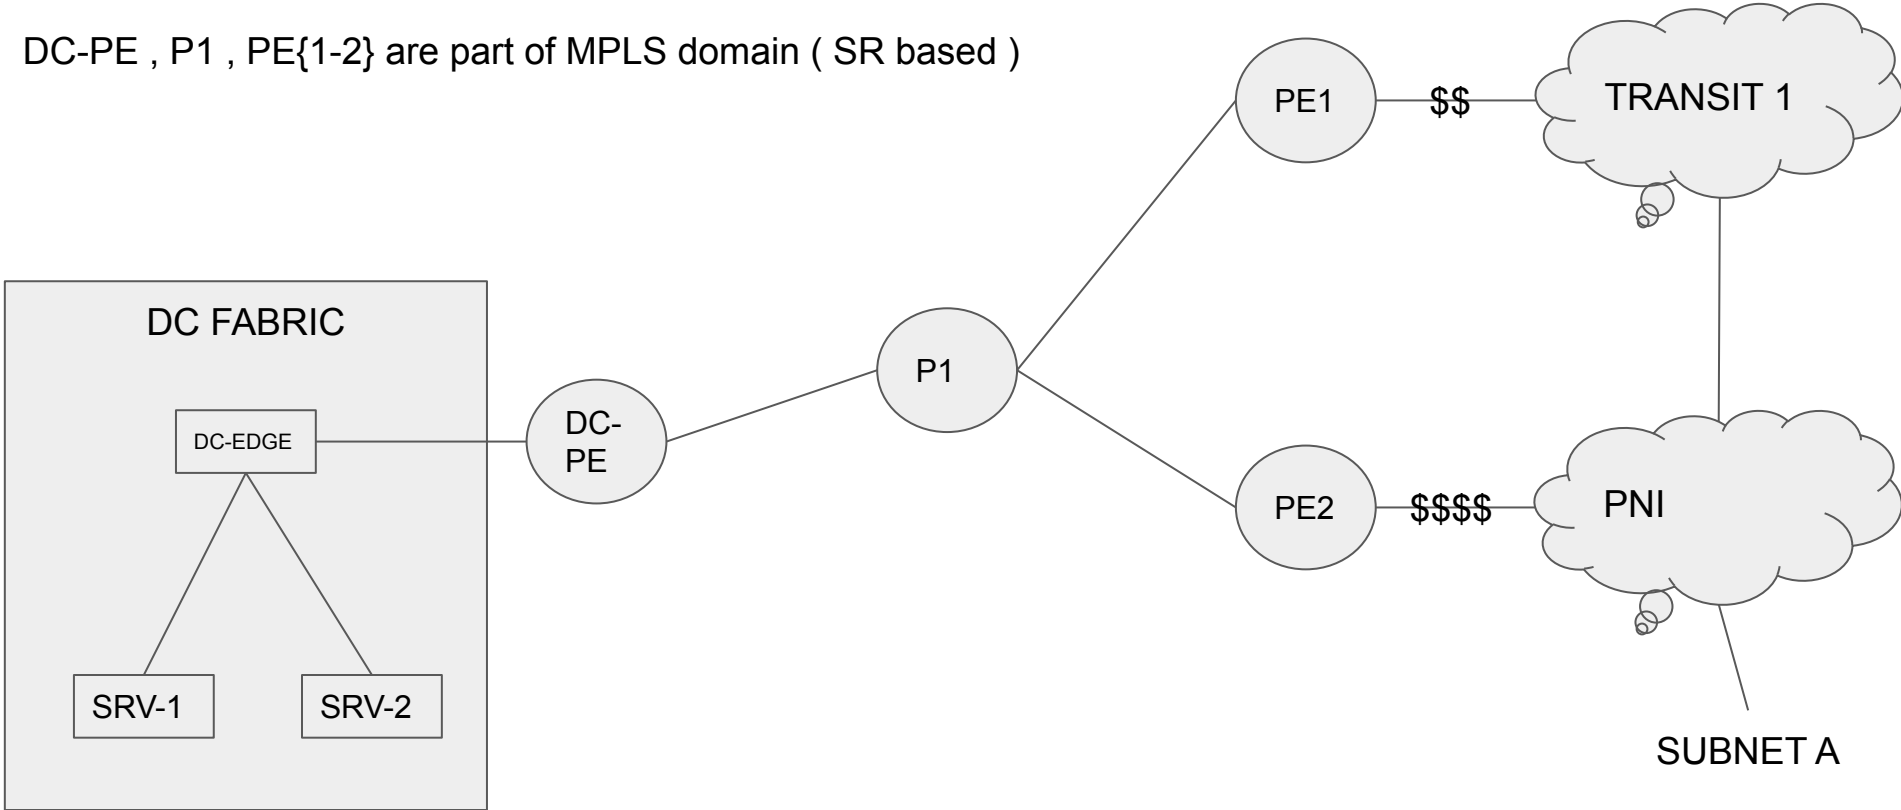 DC-PE , P1 , PE{1-2} are part of MPLS domain ( SR based )
PE1
$$
TRANSIT 1
DC FABRIC
P1
DC-EDGE
DC-
PE
PE2
$$$$
PNI
SRV-1
SRV-2
SUBNET A